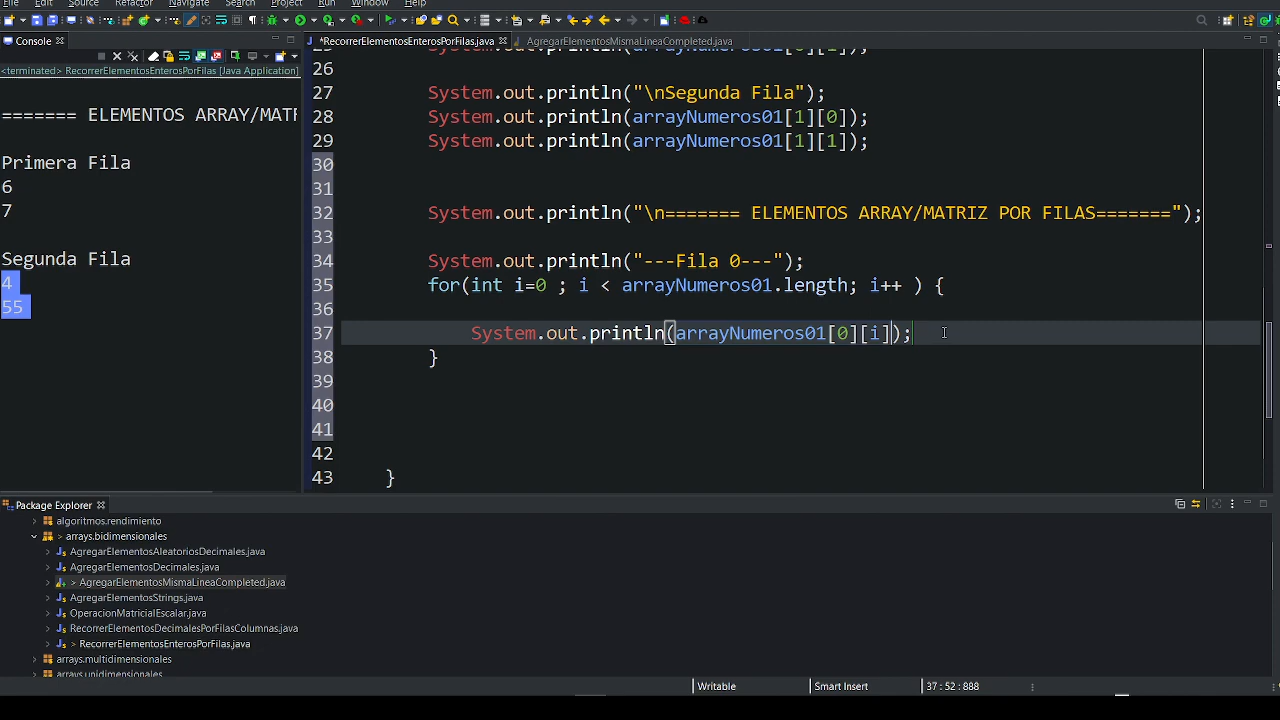 File Edit Source Refactor Navigate Search Project Run Window Help
Console
<terminated> RecorrerElementosEnterosPorFilas [Java Application]
======= ELEMENTOS ARRAY/MATR
Primera Fila
6
7
Segunda Fila
4
55
*RecorrerElementosEnterosPorFilas.java
AgregarElementosMismaLineaCompleted.java
26
27 System.out.println("\nSegunda Fila");
28 System.out.println(arrayNumeros01[1][0]);
29 System.out.println(arrayNumeros01[1][1]);
30
31
32 System.out.println("\n======= ELEMENTOS ARRAY/MATRIZ POR FILAS=======");
33
34 System.out.println("---Fila 0---");
35 for(int i=0 ; i < arrayNumeros01.length; i++ ) {
36
37 System.out.println(arrayNumeros01[0][i]);
38 }
39
40
41
42
43 }
Package Explorer
algoritmos.rendimiento
> arrays.bidimensionales
AgregarElementosAleatoriosDecimales.java
AgregarElementosDecimales.java
> AgregarElementosMismaLineaCompleted.java
AgregarElementosStrings.java
OperacionMatricialEscalar.java
RecorrerElementosDecimalesPorFilasColumnas.java
> RecorrerElementosEnterosPorFilas.java
arrays.multidimensionales
arrays.unidimensionales
Writable
Smart Insert
37 : 52 : 888